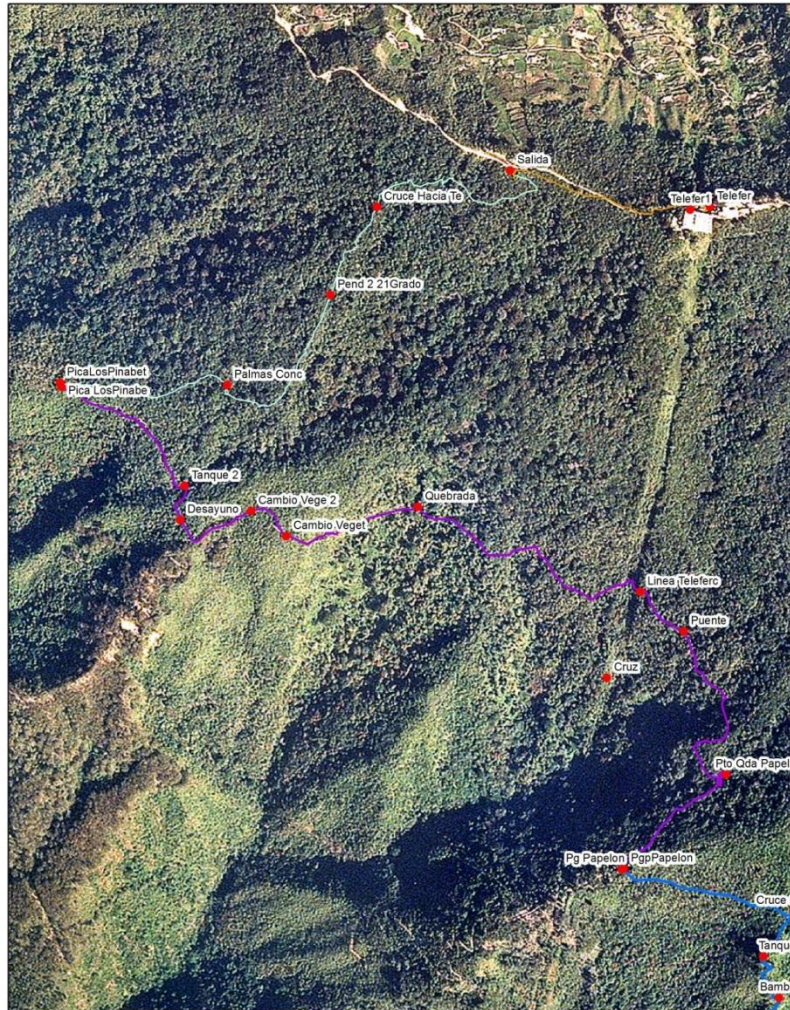 Salida
Cruce Hacia Te
Telefer1
Telefer
Pend 2 21Grado
PicaLosPinabet
Pica LosPinabe
Palmas Conc
Tanque 2
Desayuno
Cambio Vege 2
Quebrada
Cambio Veget
Linea Teleferc
Puente
Cruz
Pto Qda Papel
Pg Papelon
PgpPapelon
Cruce
Tanqu
Bamb